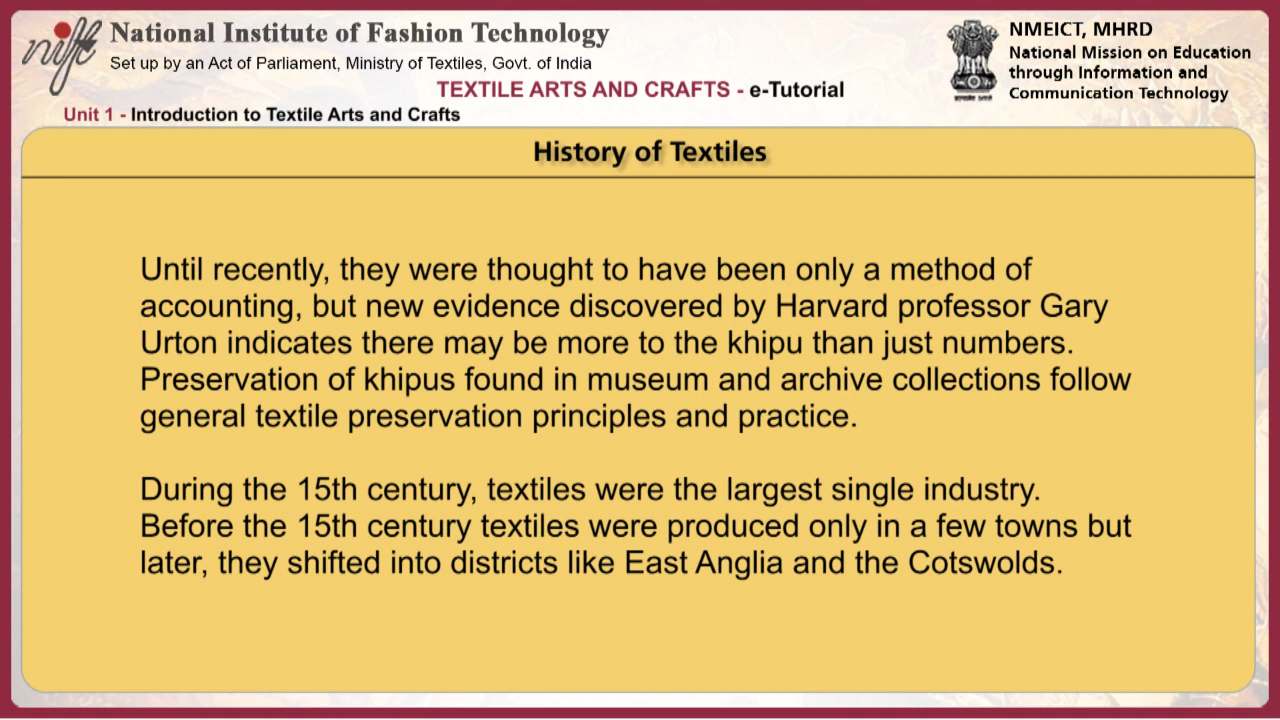 nift
National Institute of Fashion Technology
Set up by an Act of Parliament, Ministry of Textiles, Govt. of India
TEXTILE ARTS AND CRAFTS - e-Tutorial
Unit 1 - Introduction to Textile Arts and Crafts
NMEICT, MHRD
National Mission on Education
through Information and
Communication Technology
History of Textiles
Until recently, they were thought to have been only a method of
accounting, but new evidence discovered by Harvard professor Gary
Urton indicates there may be more to the khipu than just numbers.
Preservation of khipus found in museum and archive collections follow
general textile preservation principles and practice.
During the 15th century, textiles were the largest single industry.
Before the 15th century textiles were produced only in a few towns but
later, they shifted into districts like East Anglia and the Cotswolds.